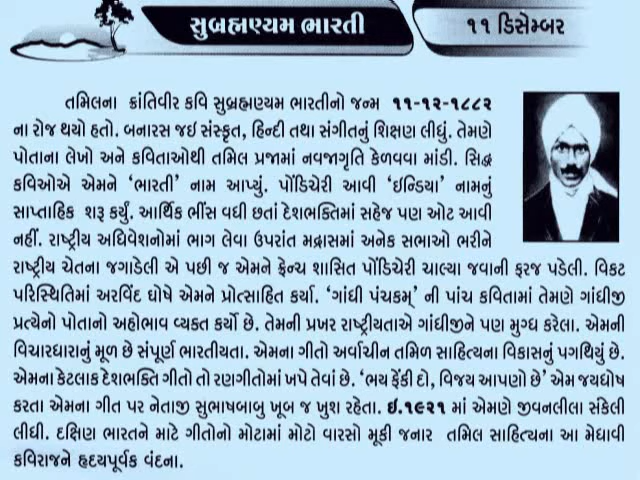 સુબ્રહ્મણ્યમ ભારતી
૧૧ ડિસેમ્બર
તમિલના ક્રાંતિવીર કવિ સુબ્રહ્મણ્યમ ભારતીનો જન્મ ૧૧-૧૨-૧૮૮૨
ના રોજ થયો હતો. બનારસ જઇ સંસ્કૃત, હિન્દી તથા સંગીતનું શિક્ષણ લીધું. તેમણે
પોતાના લેખો અને કવિતાઓથી તમિલ પ્રજામાં નવજાગૃતિ કેળવવા માંડી. સિદ્ધ
કવિઓએ એમને ‘ભારતી’ નામ આપ્યું. પોંડિચેરી આવી ‘ઇન્ડિયા’ નામનું
સાપ્તાહિક શરૂ કર્યું. આર્થિક ભીંસ વધી છતાં દેશભક્તિમાં સહેજ પણ ઓટ આવી
નહીં. રાષ્ટ્રીય અધિવેશનોમાં ભાગ લેવા ઉપરાંત મદ્રાસમાં અનેક સભાઓ ભરીને
રાષ્ટ્રીય ચેતના જગાડેલી એ પછી જ એમને ફ્રેન્ચ શાસિત પોંડિચેરી ચાલ્યા જવાની ફરજ પડેલી. વિકટ
પરિસ્થિતિમાં અરવિંદ ઘોષે એમને પ્રોત્સાહિત કર્યા. ‘ગાંધી પંચકમ્’ ની પાંચ કવિતામાં તેમણે ગાંધીજી
પ્રત્યેનો પોતાનો અહોભાવ વ્યક્ત કર્યો છે. તેમની પ્રખર રાષ્ટ્રીયતાએ ગાંધીજીને પણ મુગ્ધ કરેલા. એમની
વિચારધારાનું મૂળ છે સંપૂર્ણ ભારતીયતા. એમના ગીતો અર્વાચીન તમિળ સાહિત્યના વિકાસનું પગથિયું છે.
એમના કેટલાક દેશભક્તિ ગીતો તો રણગીતોમાં ખપે તેવાં છે. ‘ભય ફેંકી દો, વિજય આપણો છે’ એમ જયઘોષ
કરતા એમના ગીત પર નેતાજી સુભાષબાબુ ખૂબ જ ખુશ રહેતા. ઇ.૧૯૨૧ માં એમણે જીવનલીલા સંકેલી
લીધી. દક્ષિણ ભારતને માટે ગીતોનો મોટામાં મોટો વારસો મૂકી જનાર તમિલ સાહિત્યના આ મેધાવી
કવિરાજને હૃદયપૂર્વક વંદના.